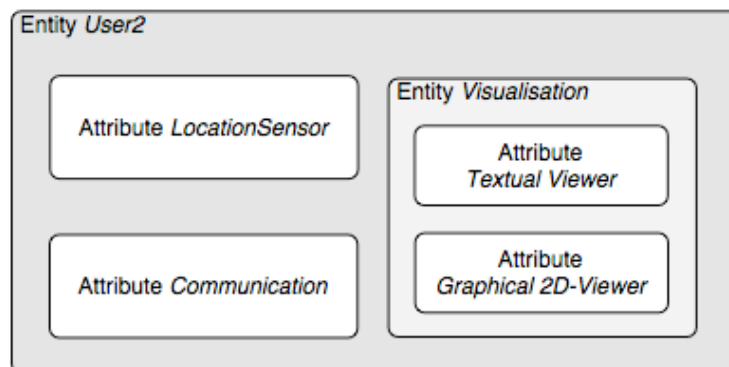 Entity User2
Attribute LocationSensor
Attribute Communication
Entity Visualisation
Attribute
Textual Viewer
Attribute
Graphical 2D-Viewer